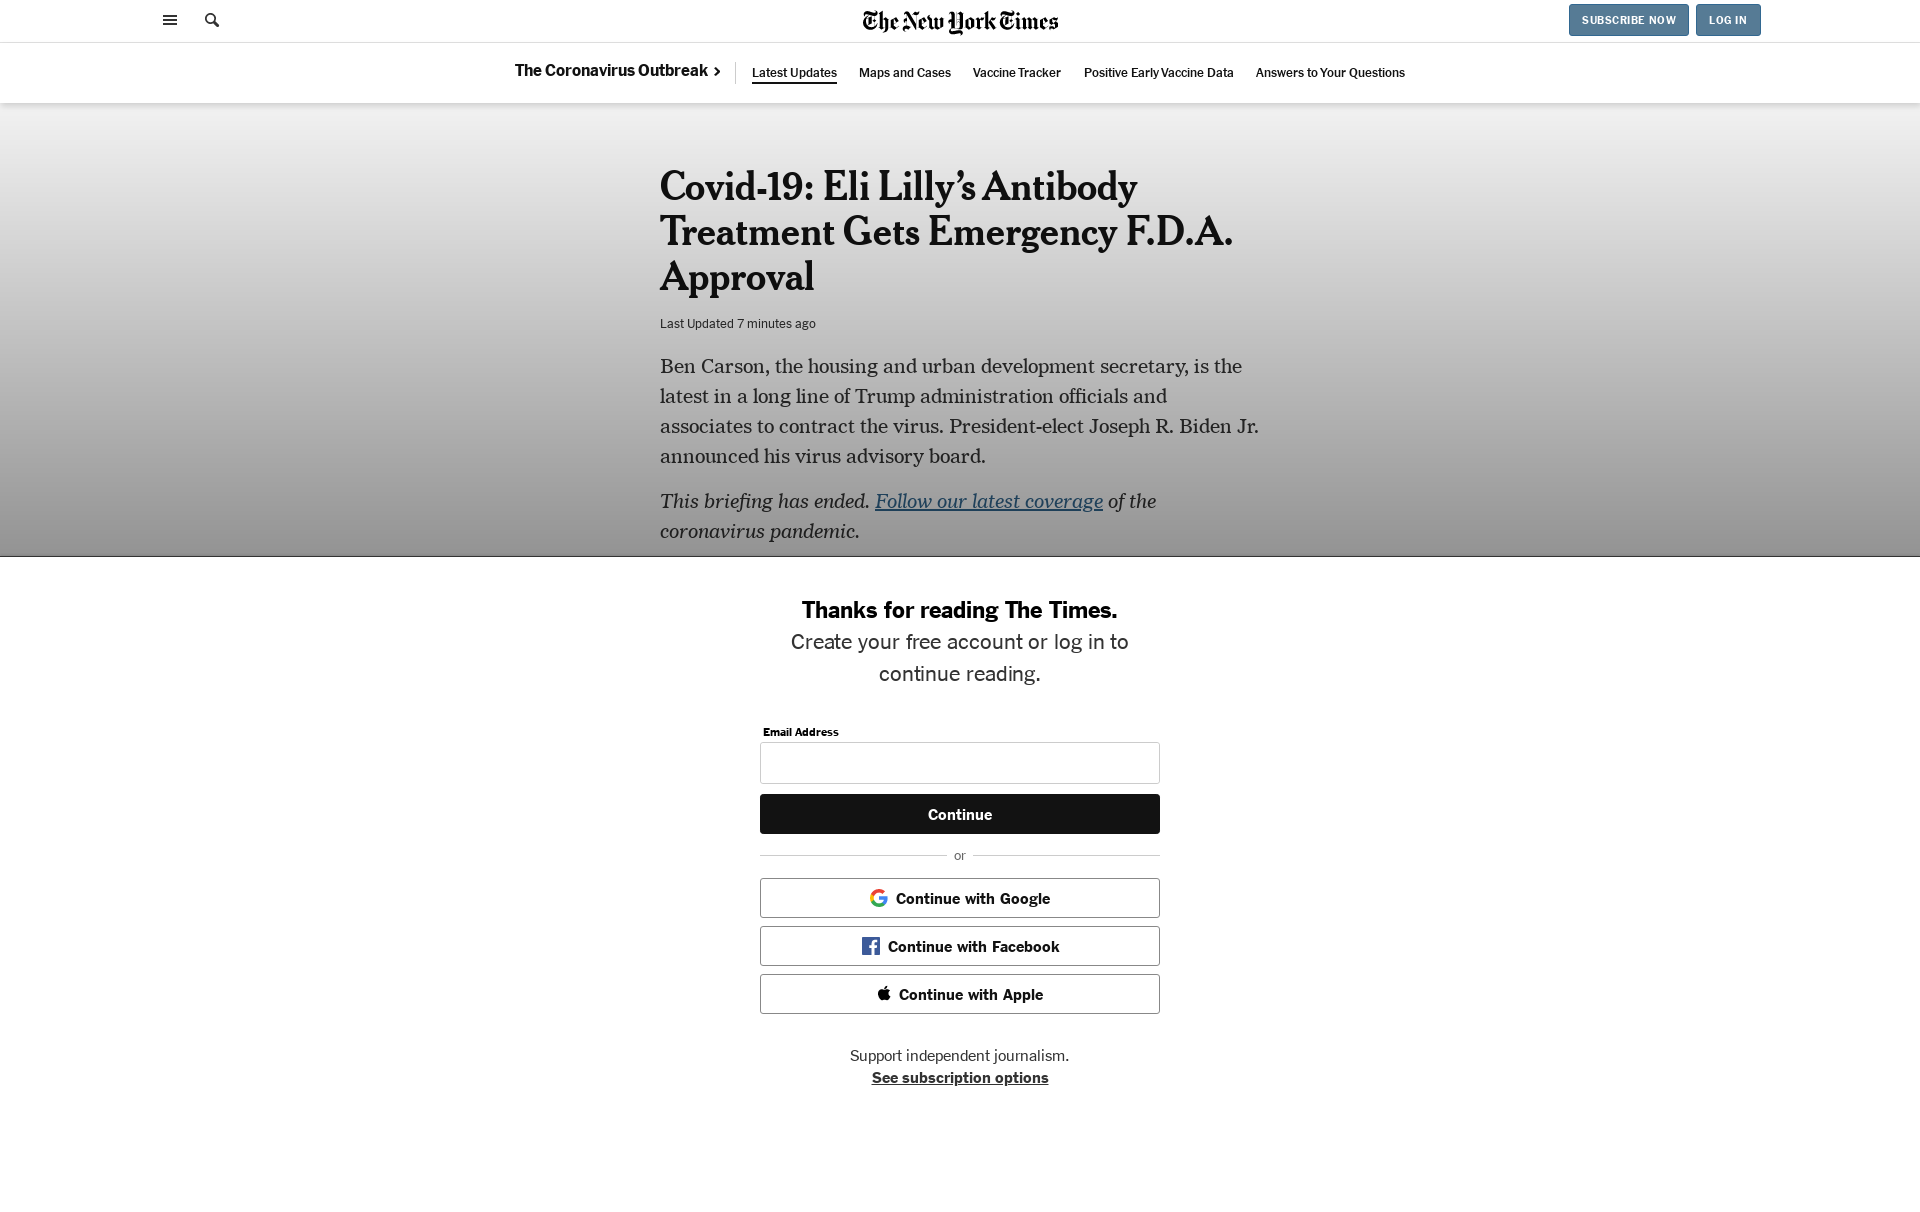 The New York Times
SUBSCRIBE NOW
LOG IN
The Coronavirus Outbreak
Latest Updates
Maps and Cases
Vaccine Tracker
Positive Early Vaccine Data
Answers to Your Questions
Covid-19: Eli Lilly’s Antibody
Treatment Gets Emergency F.D.A.
Approval
Last Updated 7 minutes ago
Ben Carson, the housing and urban development secretary, is the
latest in a long line of Trump administration officials and
associates to contract the virus. President-elect Joseph R. Biden Jr.
announced his virus advisory board.
This briefing has ended. Follow our latest coverage of the
coronavirus pandemic.
Thanks for reading The Times.
Create your free account or log in to
continue reading.
Email Address
Continue
or
Continue with Google
Continue with Facebook
Continue with Apple
Support independent journalism.
See subscription options